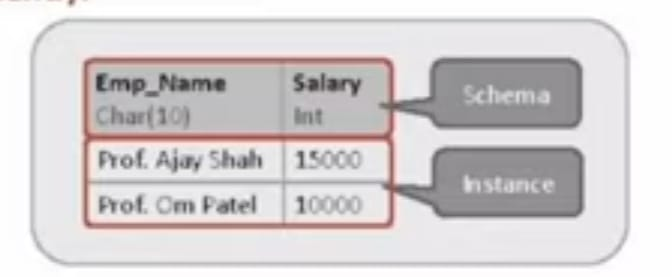 Emp_Name Salary
Char(10) Int
Schema
Prof. Ajay Shah 15000
Prof. Om Patel 10000
Instance